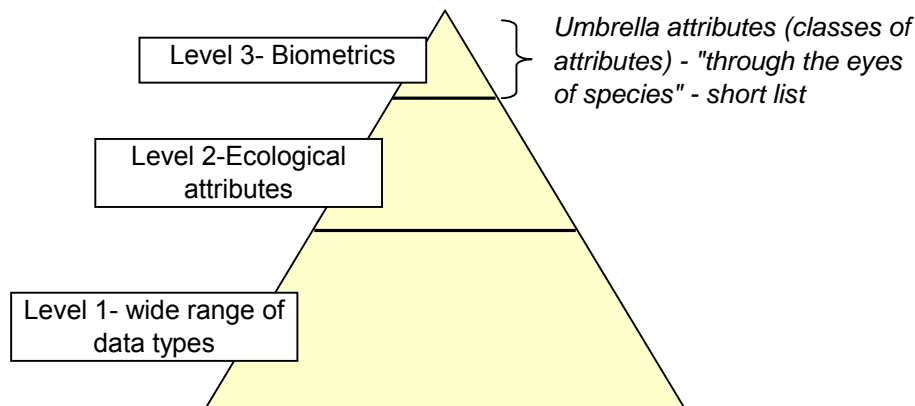 Level 3- Biometrics
Umbrella attributes (classes of
attributes) - "through the eyes
of species" - short list
Level 2-Ecological
attributes
Level 1- wide range of
data types